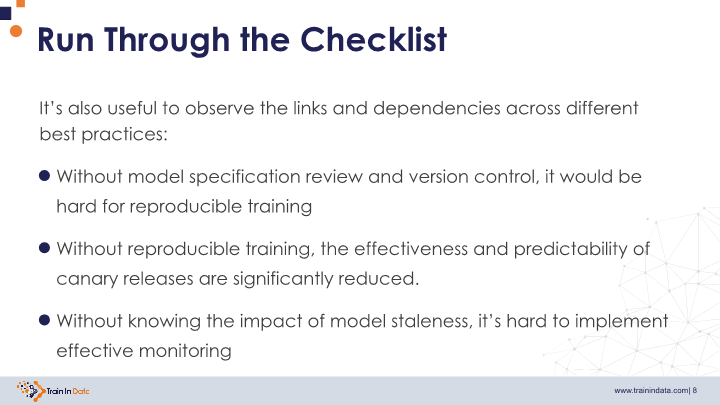 Run Through the Checklist
It’s also useful to observe the links and dependencies across different
best practices:
Without model specification review and version control, it would be
hard for reproducible training
Without reproducible training, the effectiveness and predictability of
canary releases are significantly reduced.
Without knowing the impact of model staleness, it’s hard to implement
effective monitoring
Train In Data
www.trainindata.com| 8